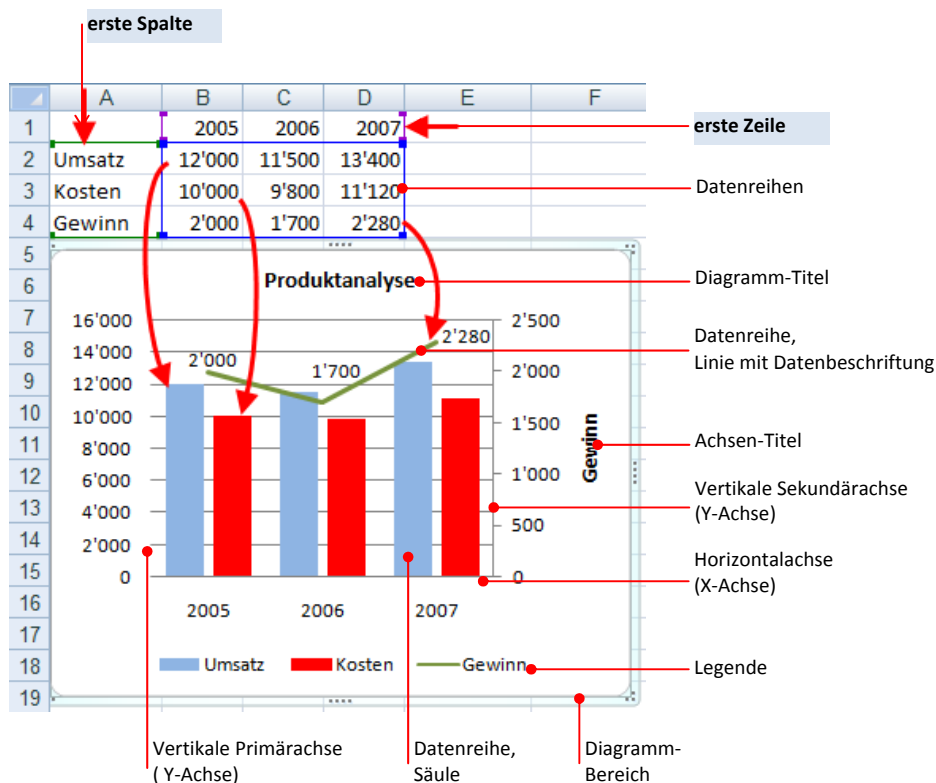 erste Spalte
A B C D E F
1 2005 2006 2007 erste Zeile
2 Umsatz 12'000 11'500 13'400
3 Kosten 10'000 9'800 11'120 Datenreihen
4 Gewinn 2'000 1'700 2'280
5
6 Produktanalyse Diagramm-Titel
7 16'000 2'500
2'280 Datenreihe,
8 14'000 2'000 1'700 2'000 Linie mit Datenbeschriftung
9 12'000
10 10'000 1'500
11 8'000 Gewinn Achsen-Titel
12 6'000 1'000
Vertikale Sekundärachse
13 4'000 (Y-Achse)
14 2'000 500
Horizontalachse
15 0 0 (X-Achse)
16 2005 2006 2007
17
18 Umsatz Kosten Gewinn Legende
19
Vertikale Primärachse Datenreihe, Diagramm-
( Y-Achse) Säule Bereich